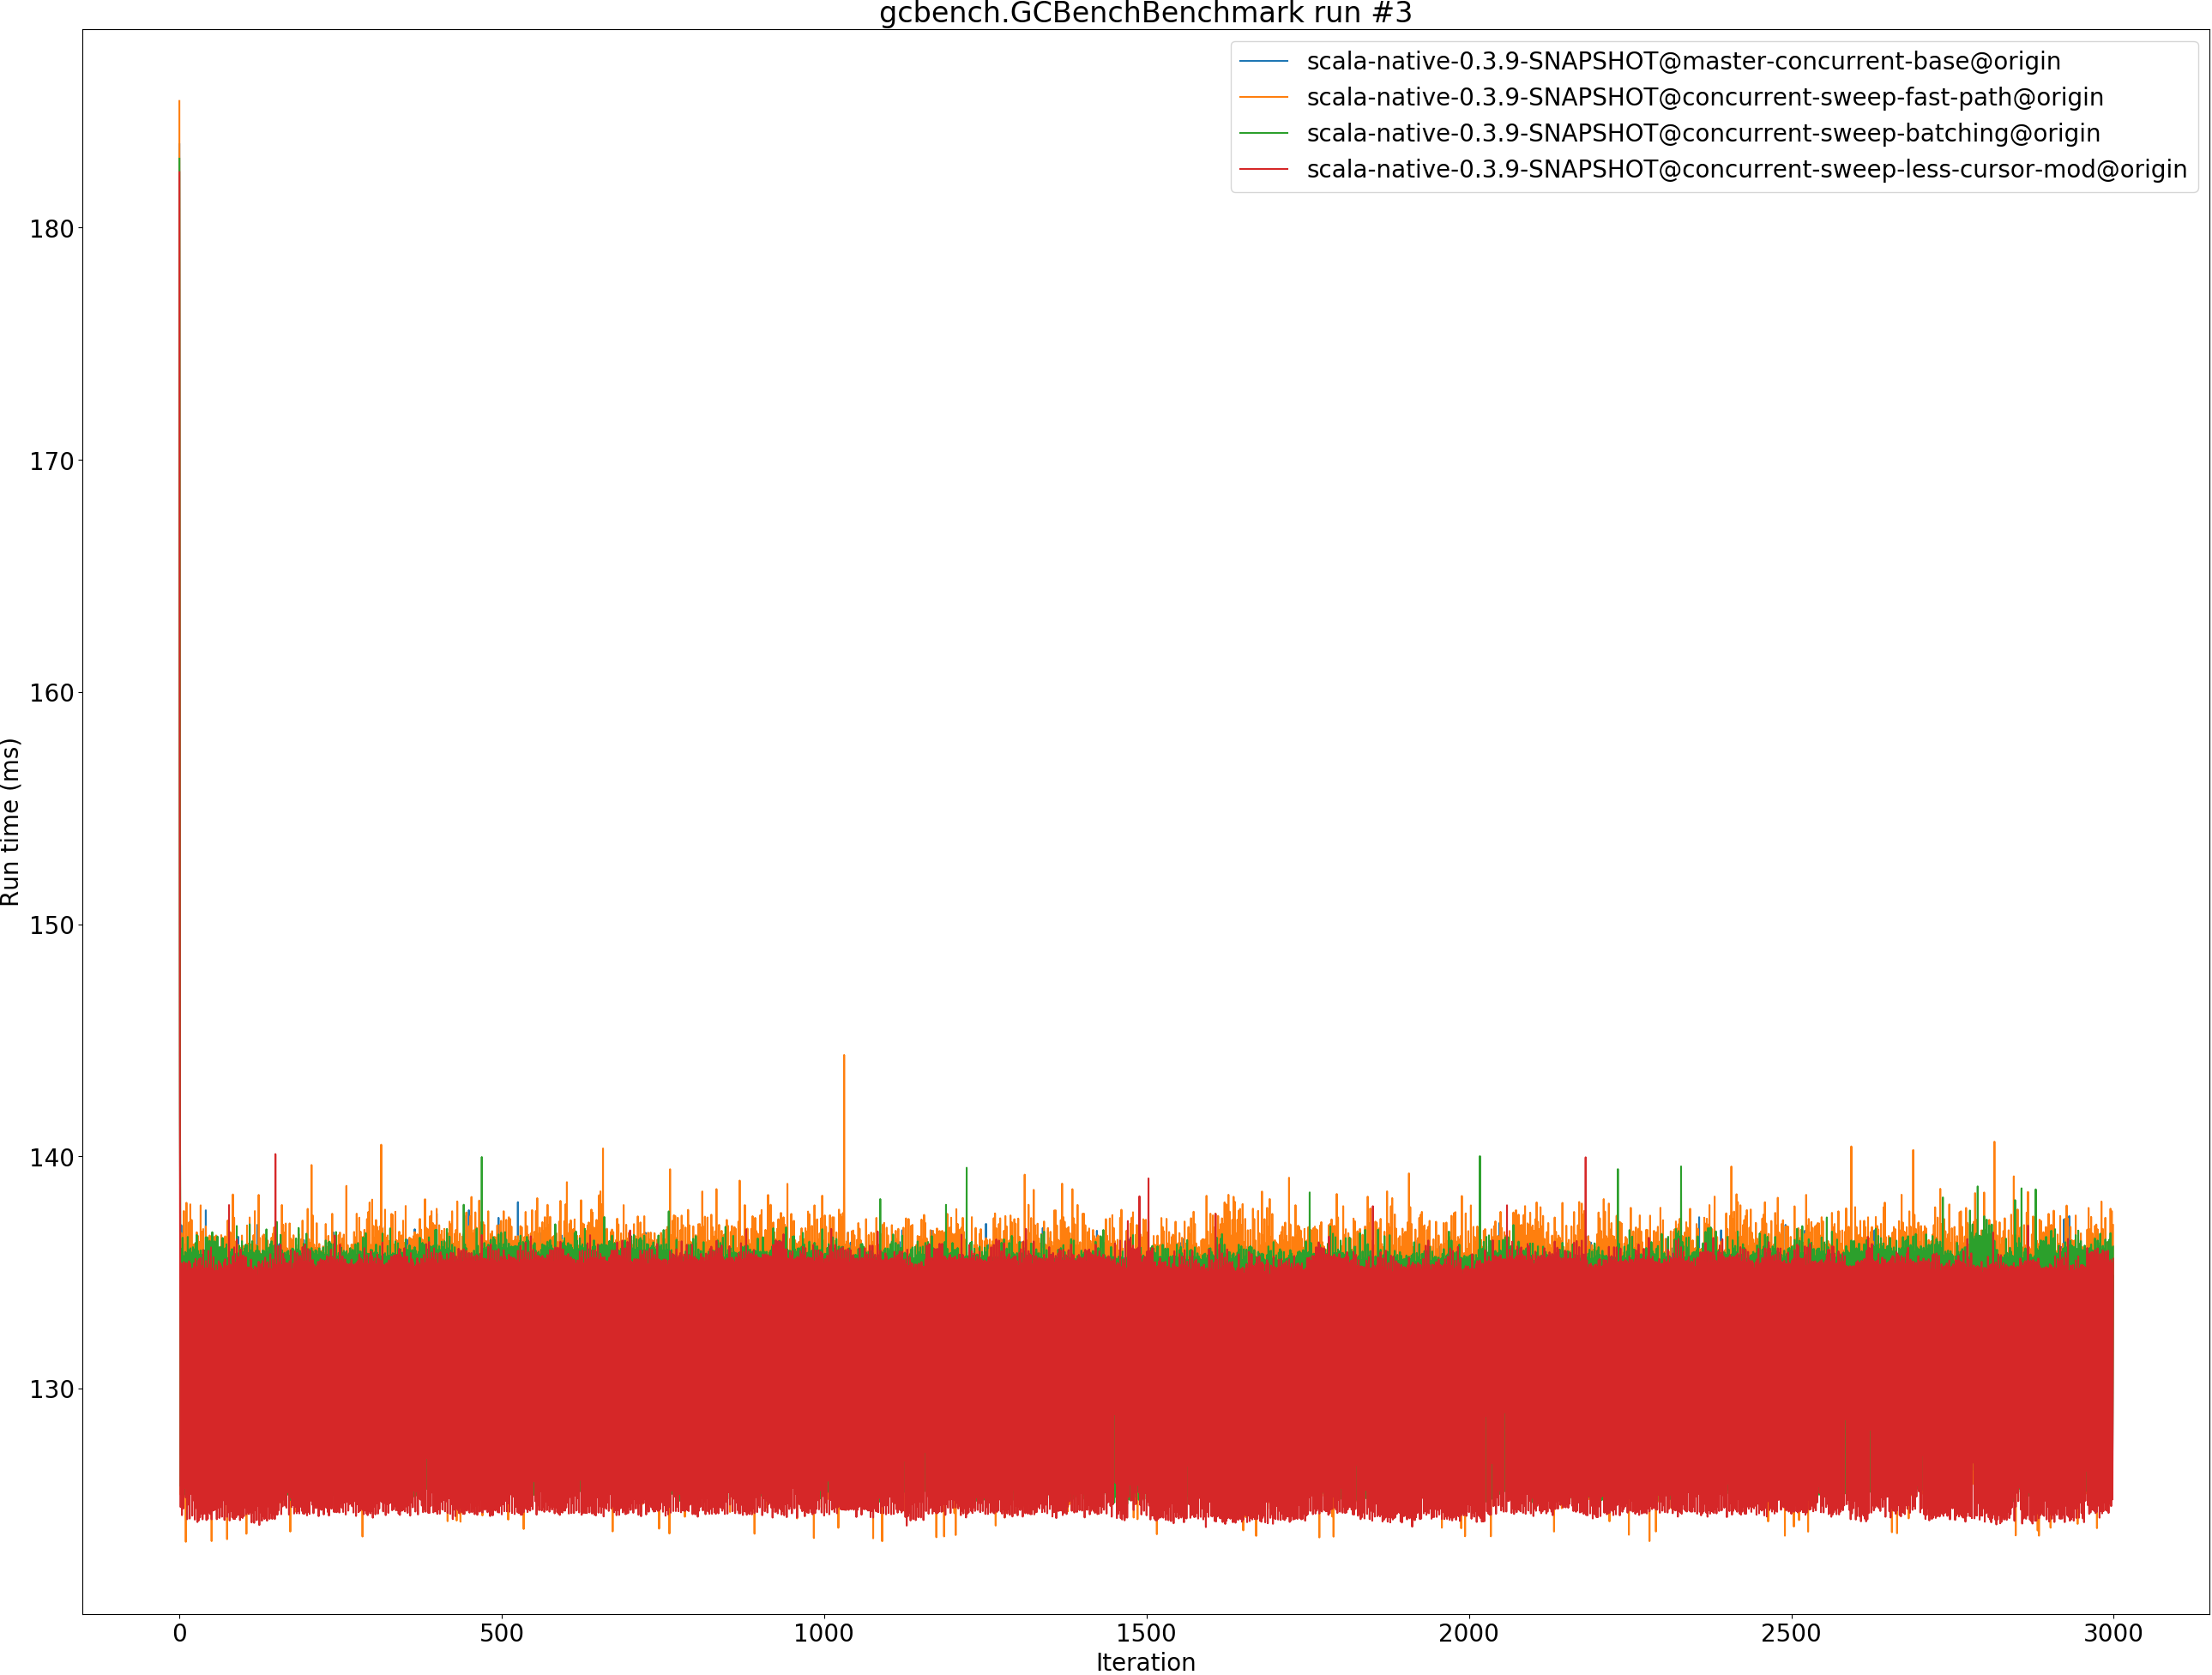 gcbench.GCBenchBenchmark run #3
scala-native-0.3.9-SNAPSHOT@master-concurrent-base@origin
scala-native-0.3.9-SNAPSHOT@concurrent-sweep-fast-path@origin
scala-native-0.3.9-SNAPSHOT@concurrent-sweep-batching@origin
scala-native-0.3.9-SNAPSHOT@concurrent-sweep-less-cursor-mod@origin
180
170
160
150
140
130
Run time (ms)
0 500 1000 1500 2000 2500 3000
Iteration